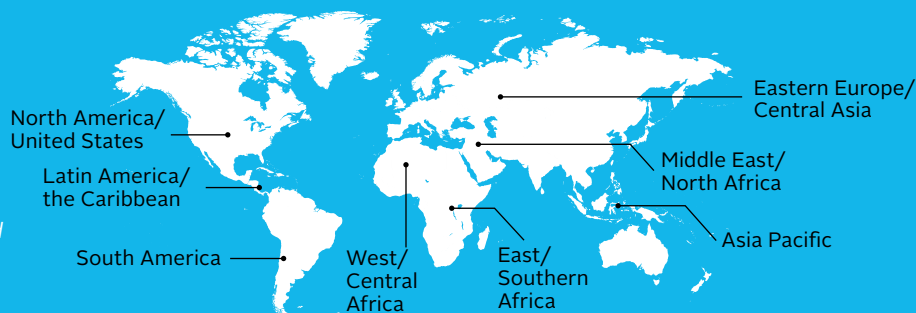 North America/
United States
Latin America/
the Caribbean
South America
West/
Central
Africa
East/
Southern
Africa
Eastern Europe/
Central Asia
Middle East/
North Africa
Asia Pacific